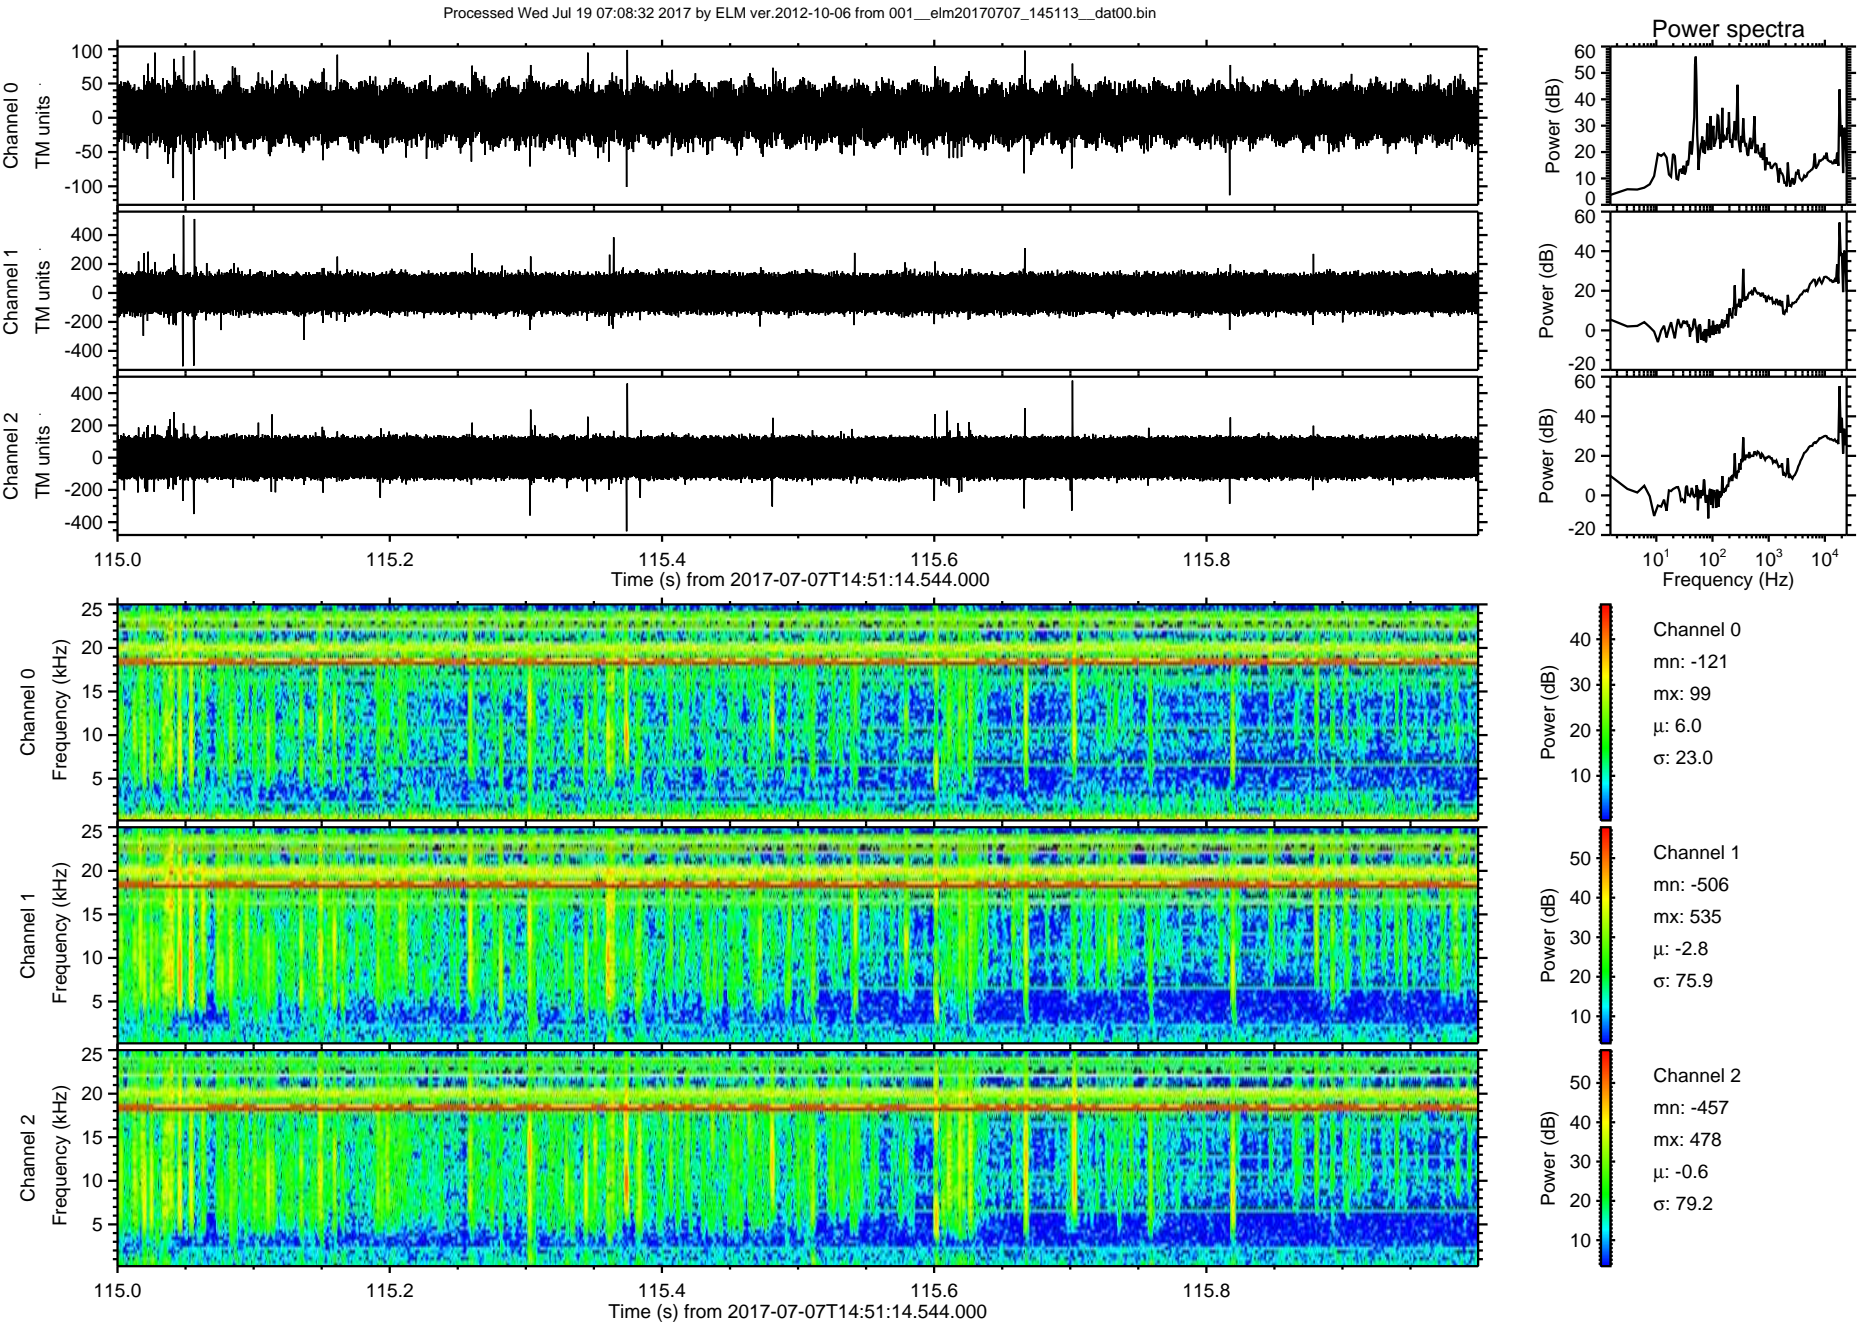 Processed Wed Jul 19 07:08:32 2017 by ELM ver.2012-10-06 from 001__elm20170707_145113__dat00.bin
Power spectra
Channel 0
TM units
100
50
0
-50
-100
Power (dB)
60
50
40
30
20
10
0
Channel 1
TM units
400
200
0
-200
-400
Power (dB)
60
40
20
0
-20
Channel 2
TM units
400
200
0
-200
-400
Power (dB)
60
40
20
0
-20
115.0 115.2 115.4 115.6 115.8
Time (s) from 2017-07-07T14:51:14.544.000
10^1 10^2 10^3 10^4
Frequency (Hz)
Channel 0
Frequency (kHz)
25
20
15
10
5
Power (dB)
40
30
20
10
Channel 0
mn: -121
mx: 99
μ: 6.0
σ: 23.0
Channel 1
Frequency (kHz)
25
20
15
10
5
Power (dB)
50
40
30
20
10
Channel 1
mn: -506
mx: 535
μ: -2.8
σ: 75.9
Channel 2
Frequency (kHz)
25
20
15
10
5
Power (dB)
50
40
30
20
10
Channel 2
mn: -457
mx: 478
μ: -0.6
σ: 79.2
115.0 115.2 115.4 115.6 115.8
Time (s) from 2017-07-07T14:51:14.544.000